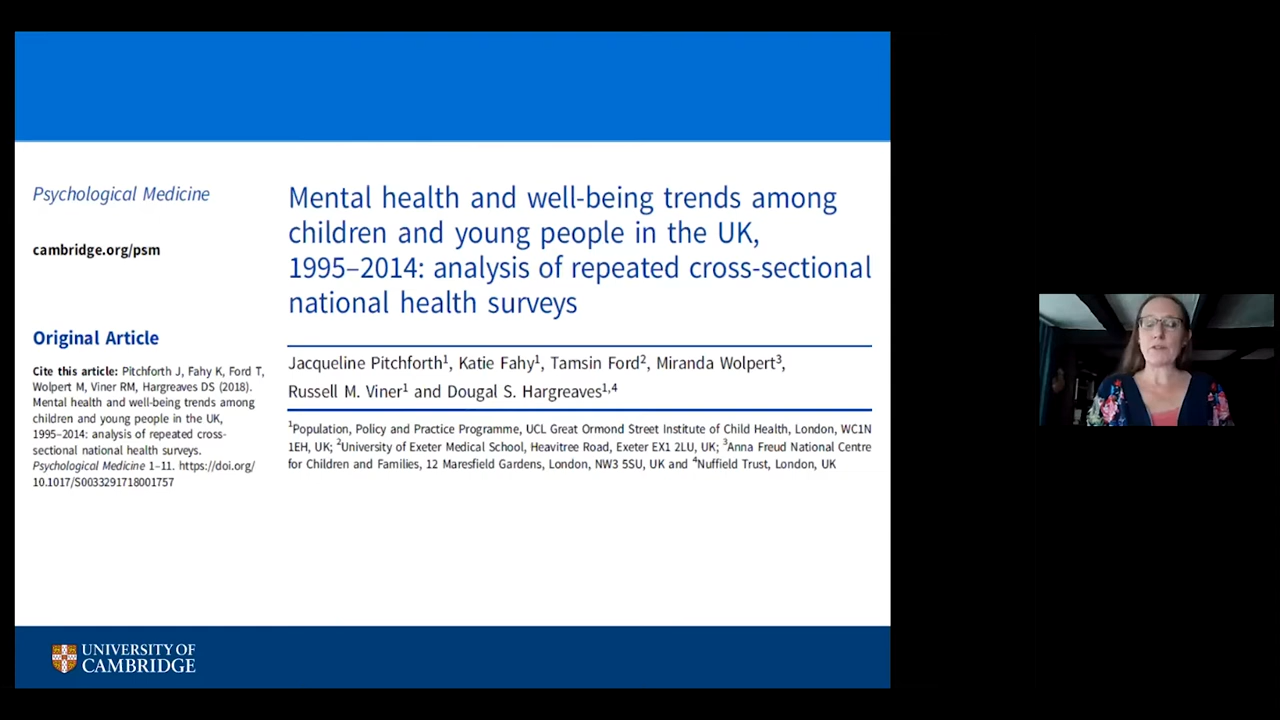 Psychological Medicine
cambridge.org/psm
Original Article
Cite this article: Pitchforth J, Fahy K, Ford T,
Wolpert M, Viner RM, Hargreaves DS (2018).
Mental health and well-being trends among
children and young people in the UK,
1995–2014: analysis of repeated cross-
sectional national health surveys.
Psychological Medicine 1–11. https://doi.org/
10.1017/S0033291718001757
Mental health and well-being trends among
children and young people in the UK,
1995–2014: analysis of repeated cross-sectional
national health surveys
Jacqueline Pitchforth¹, Katie Fahy¹, Tamsin Ford², Miranda Wolpert³,
Russell M. Viner¹ and Dougal S. Hargreaves¹,⁴
¹Population, Policy and Practice Programme, UCL Great Ormond Street Institute of Child Health, London, WC1N
1EH, UK; ²University of Exeter Medical School, Heavitree Road, Exeter EX1 2LU, UK; ³Anna Freud National Centre
for Children and Families, 12 Maresfield Gardens, London, NW3 5SU, UK and ⁴Nuffield Trust, London, UK
UNIVERSITY OF
CAMBRIDGE